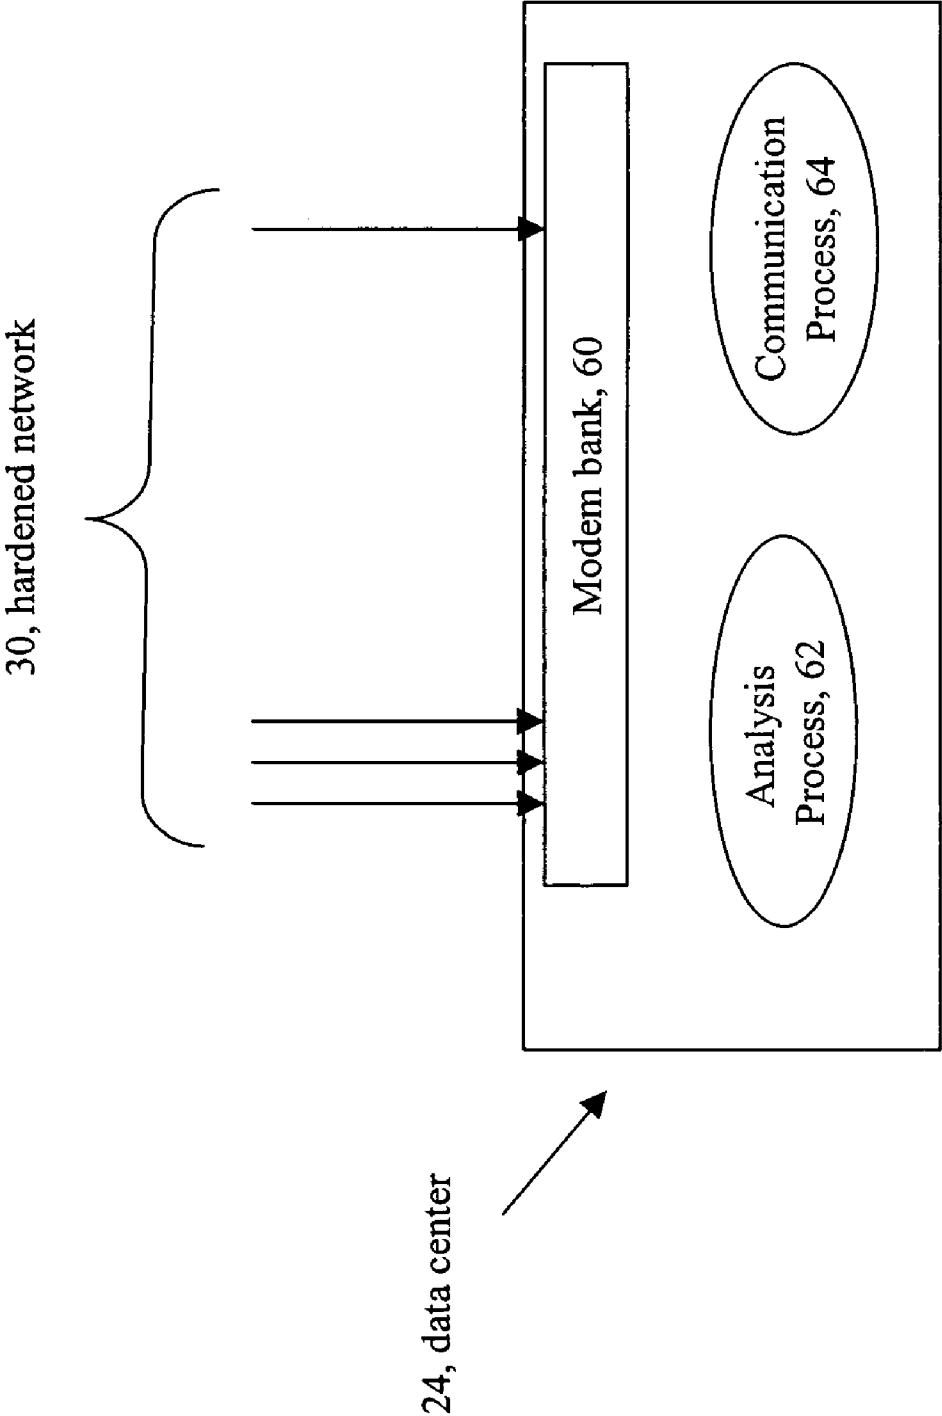 30, hardened network
24, data center
Modem bank, 60
Analysis
Process, 62
Communication
Process, 64